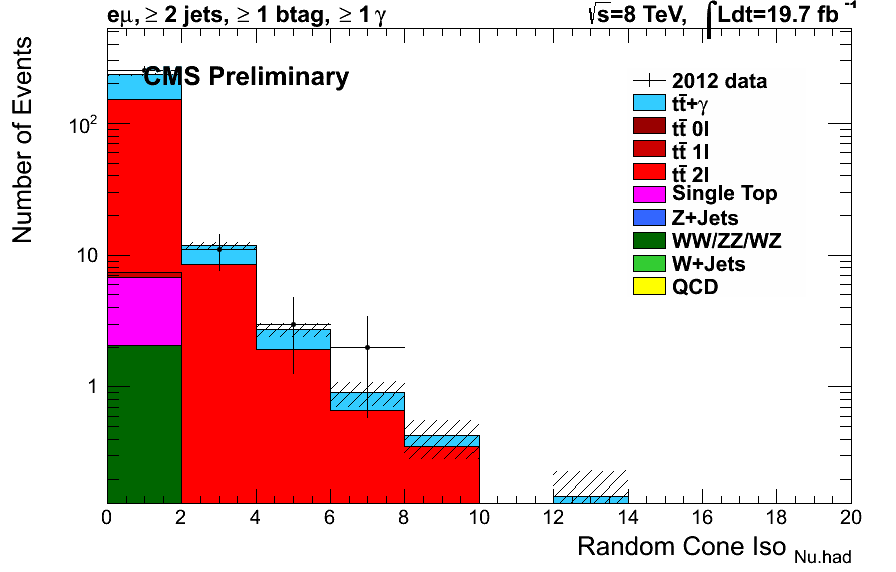 eμ, ≥ 2 jets, ≥ 1 btag, ≥ 1 γ
√s=8 TeV, ∫Ldt=19.7 fb⁻¹
CMS Preliminary
Number of Events
10²
10
1
2012 data
tt̄+γ
tt̄ 0l
tt̄ 1l
tt̄ 2l
Single Top
Z+Jets
WW/ZZ/WZ
W+Jets
QCD
0 2 4 6 8 10 12 14 16 18 20
Random Cone Iso Nu.had